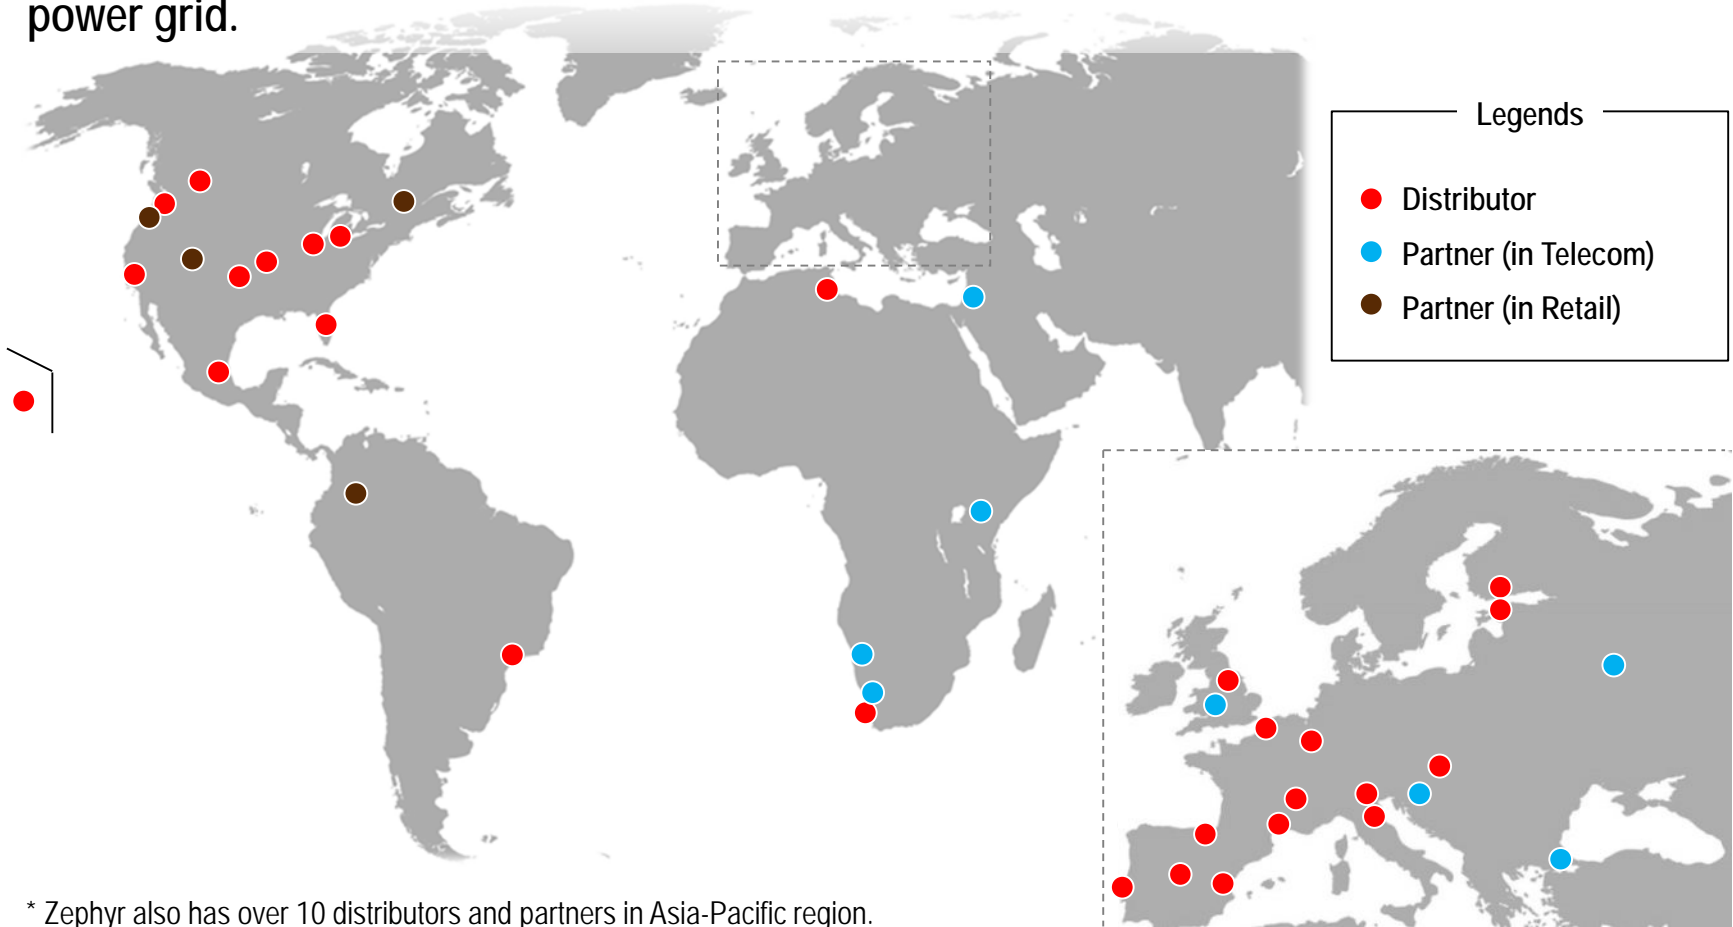 power grid.
Legends
Distributor
Partner (in Telecom)
Partner (in Retail)
* Zephyr also has over 10 distributors and partners in Asia-Pacific region.